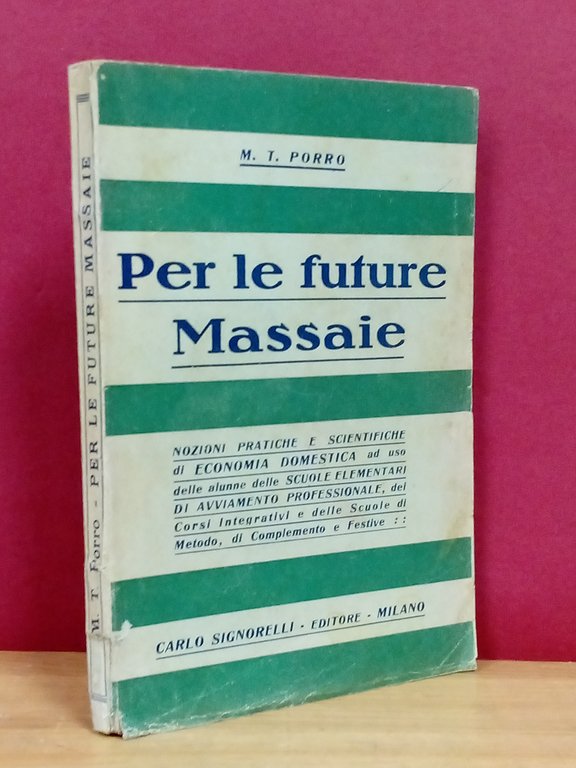 M. T. PORRO
Per le future
Massaie
NOZIONI PRATICHE E SCIENTIFICHE
di ECONOMIA DOMESTICA ad uso
delle alunne delle SCUOLE ELEMENTARI
DI AVVIAMENTO PROFESSIONALE, dei
Corsi Integrativi e delle Scuole di
Metodo, di Complemento e Festive : :
CARLO SIGNORELLI - EDITORE - MILANO
M. T Porro - PER LE FUTURE MASSAIE